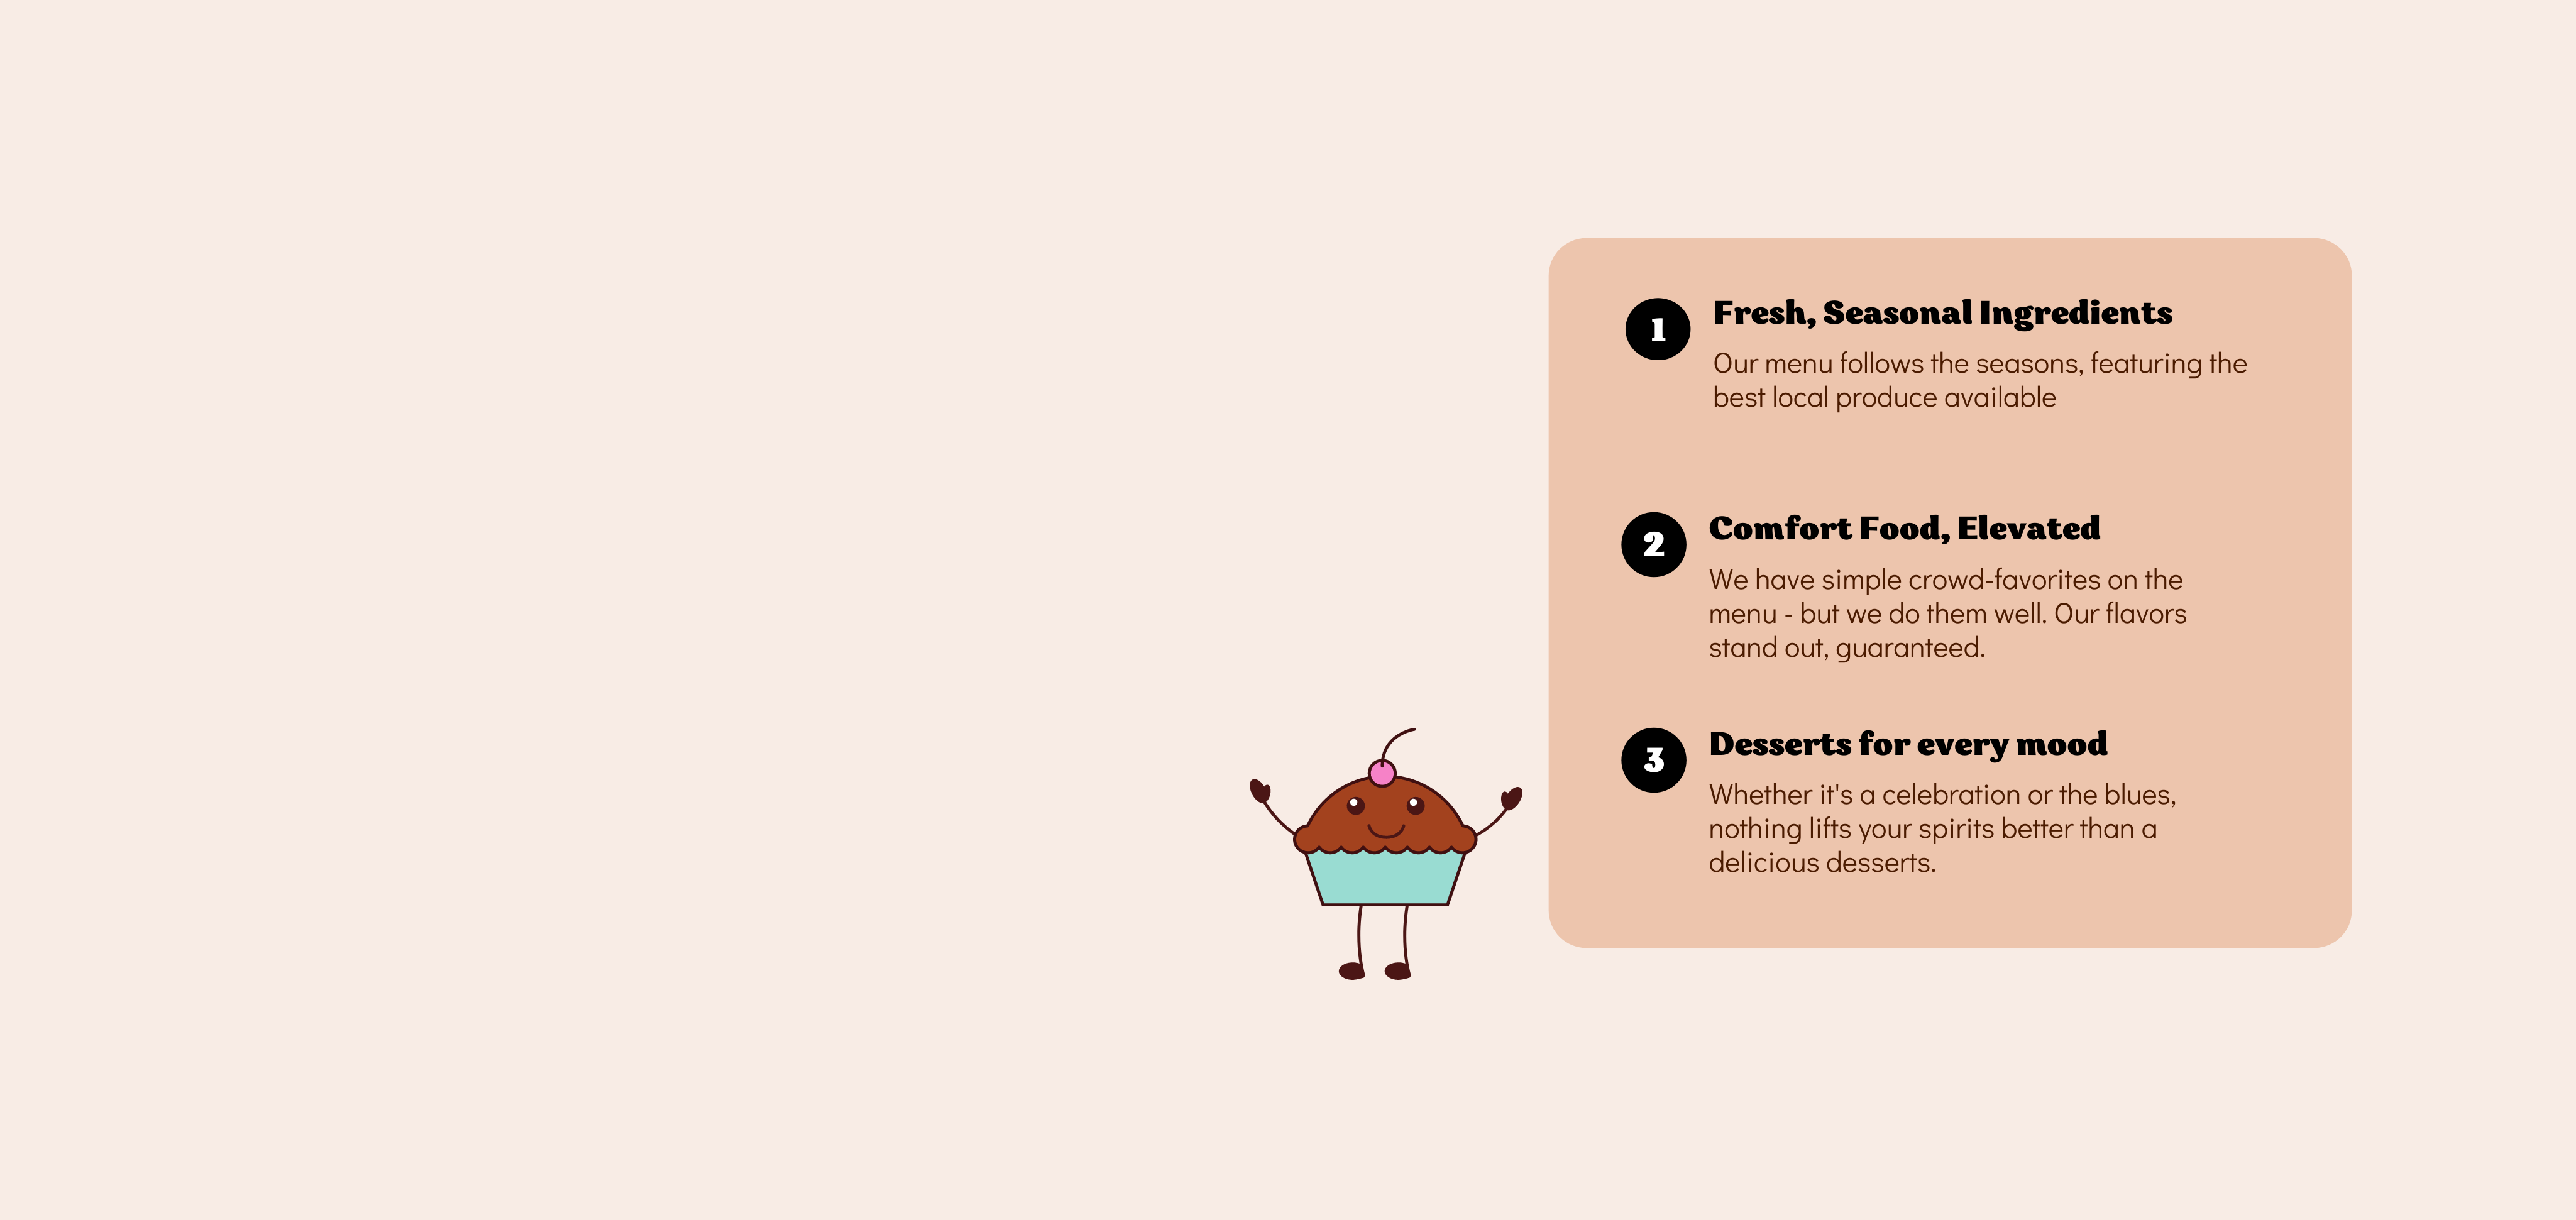 1
Fresh, Seasonal Ingredients
Our menu follows the seasons, featuring the
best local produce available
2
Comfort Food, Elevated
We have simple crowd-favorites on the
menu - but we do them well. Our flavors
stand out, guaranteed.
3
Desserts for every mood
Whether it's a celebration or the blues,
nothing lifts your spirits better than a
delicious desserts.